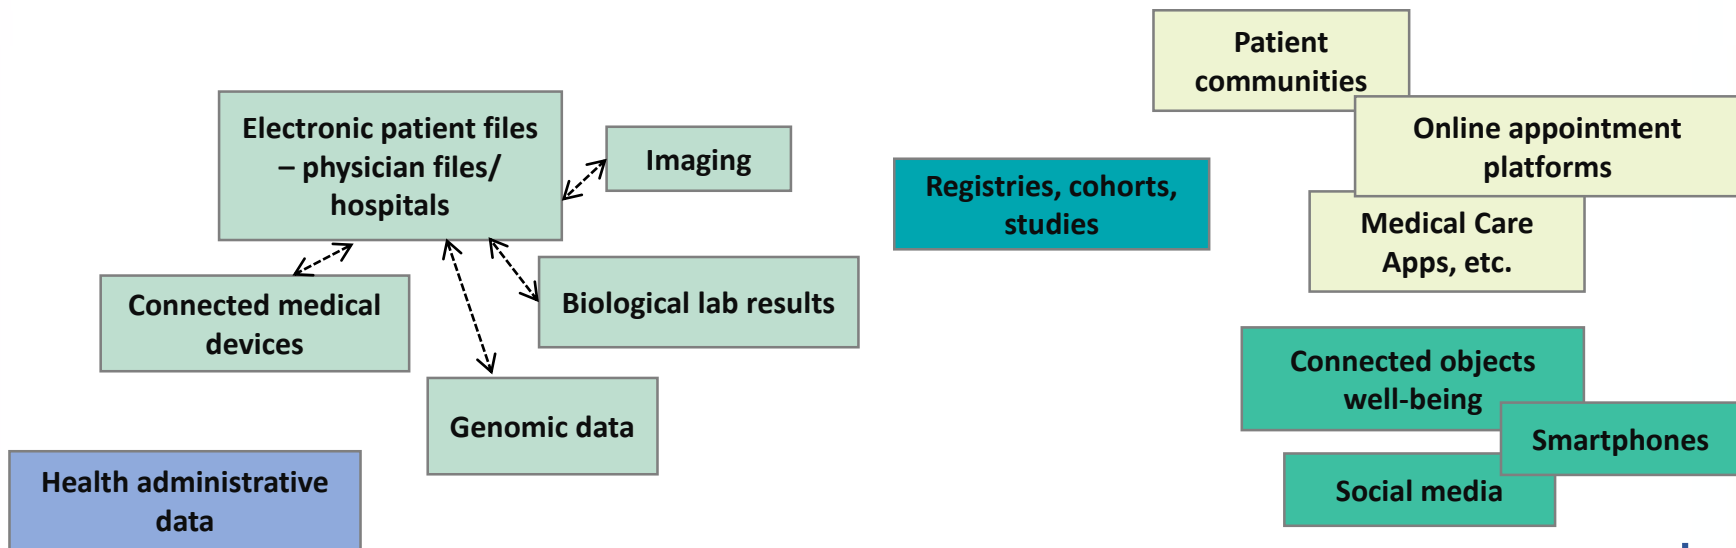 Patient
communities
Electronic patient files
– physician files/
hospitals
Imaging
Online appointment
platforms
Registries, cohorts,
studies
Medical Care
Apps, etc.
Connected medical
devices
Biological lab results
Genomic data
Connected objects
well-being
Smartphones
Health administrative
data
Social media